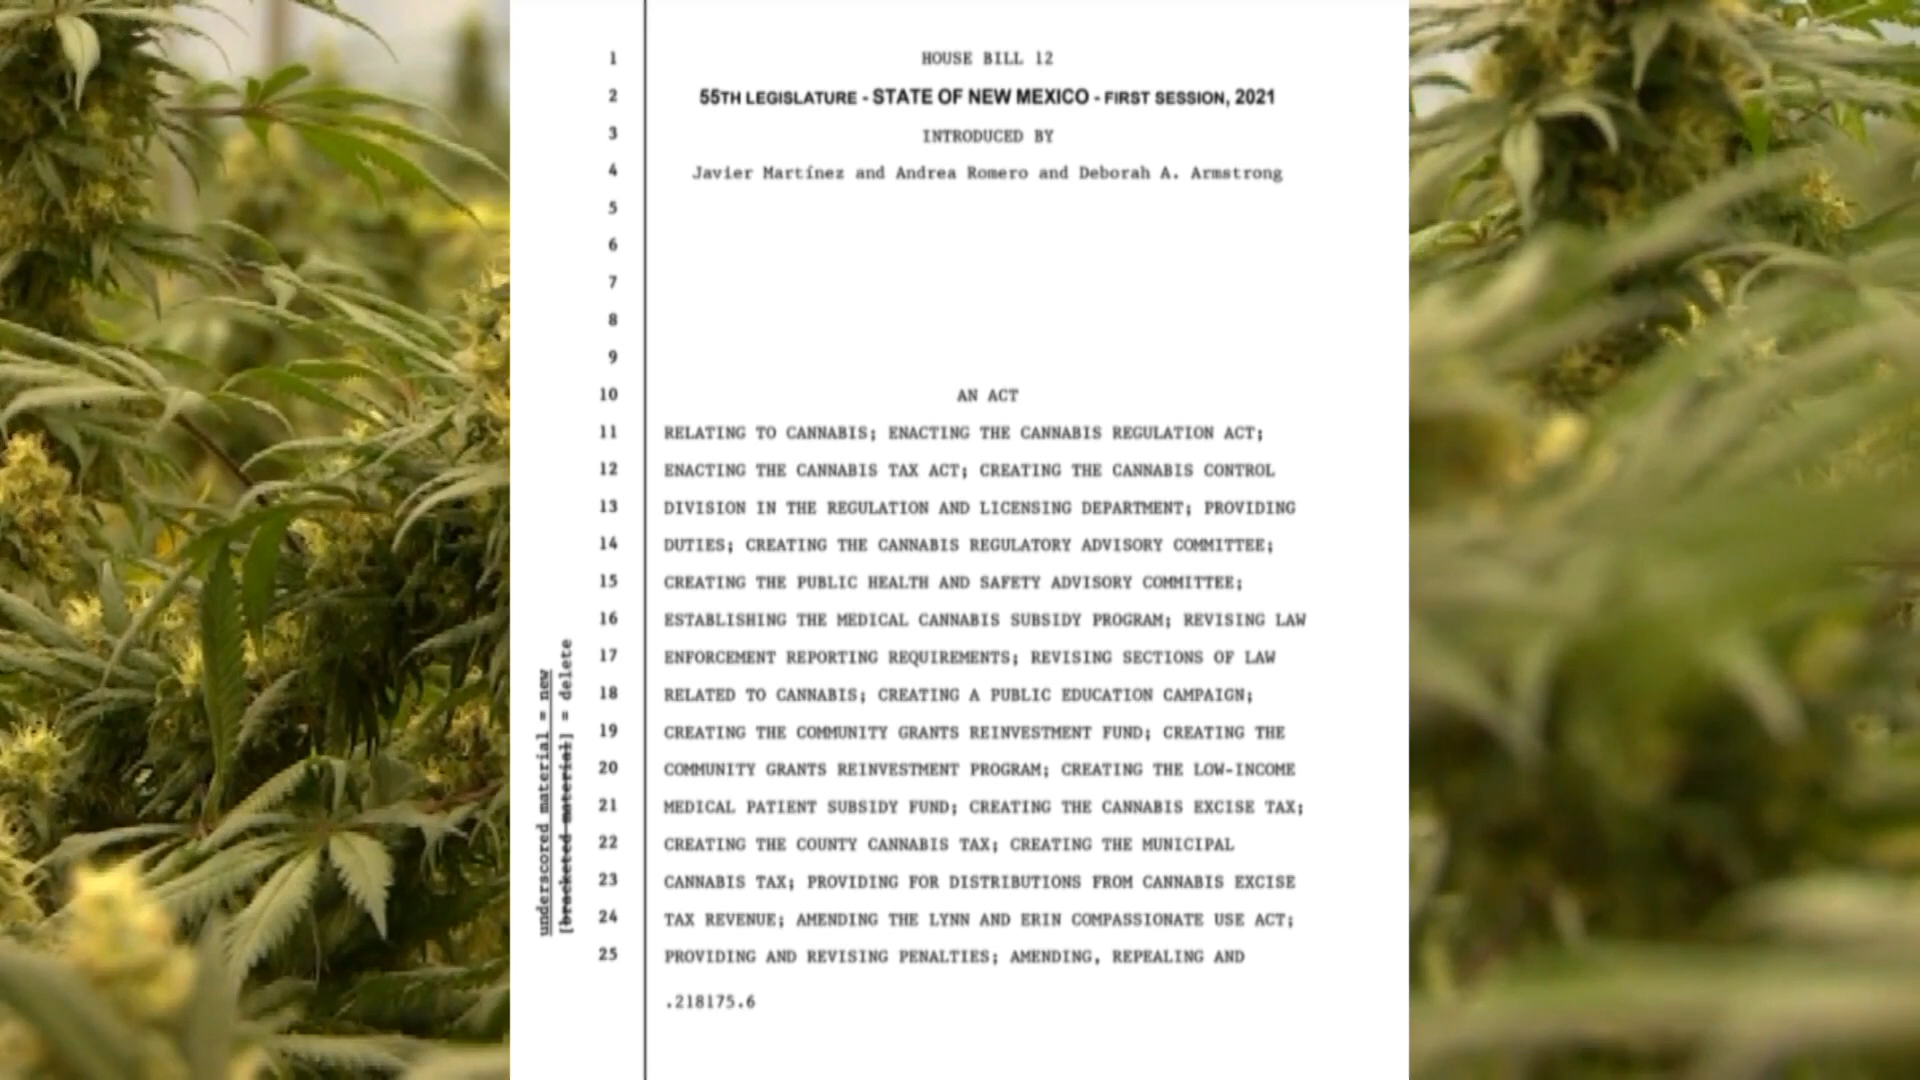 1 HOUSE BILL 12
2 55TH LEGISLATURE - STATE OF NEW MEXICO - FIRST SESSION, 2021
3 INTRODUCED BY
4 Javier Martínez and Andrea Romero and Deborah A. Armstrong
5
6
7
8
9
10 AN ACT
11 RELATING TO CANNABIS; ENACTING THE CANNABIS REGULATION ACT;
12 ENACTING THE CANNABIS TAX ACT; CREATING THE CANNABIS CONTROL
13 DIVISION IN THE REGULATION AND LICENSING DEPARTMENT; PROVIDING
14 DUTIES; CREATING THE CANNABIS REGULATORY ADVISORY COMMITTEE;
15 CREATING THE PUBLIC HEALTH AND SAFETY ADVISORY COMMITTEE;
16 ESTABLISHING THE MEDICAL CANNABIS SUBSIDY PROGRAM; REVISING LAW
17 ENFORCEMENT REPORTING REQUIREMENTS; REVISING SECTIONS OF LAW
18 RELATED TO CANNABIS; CREATING A PUBLIC EDUCATION CAMPAIGN;
19 CREATING THE COMMUNITY GRANTS REINVESTMENT FUND; CREATING THE
20 COMMUNITY GRANTS REINVESTMENT PROGRAM; CREATING THE LOW-INCOME
21 MEDICAL PATIENT SUBSIDY FUND; CREATING THE CANNABIS EXCISE TAX;
22 CREATING THE COUNTY CANNABIS TAX; CREATING THE MUNICIPAL
23 CANNABIS TAX; PROVIDING FOR DISTRIBUTIONS FROM CANNABIS EXCISE
24 TAX REVENUE; AMENDING THE LYNN AND ERIN COMPASSIONATE USE ACT;
25 PROVIDING AND REVISING PENALTIES; AMENDING, REPEALING AND
.218175.6
underscored material = new
[bracketed material] = delete